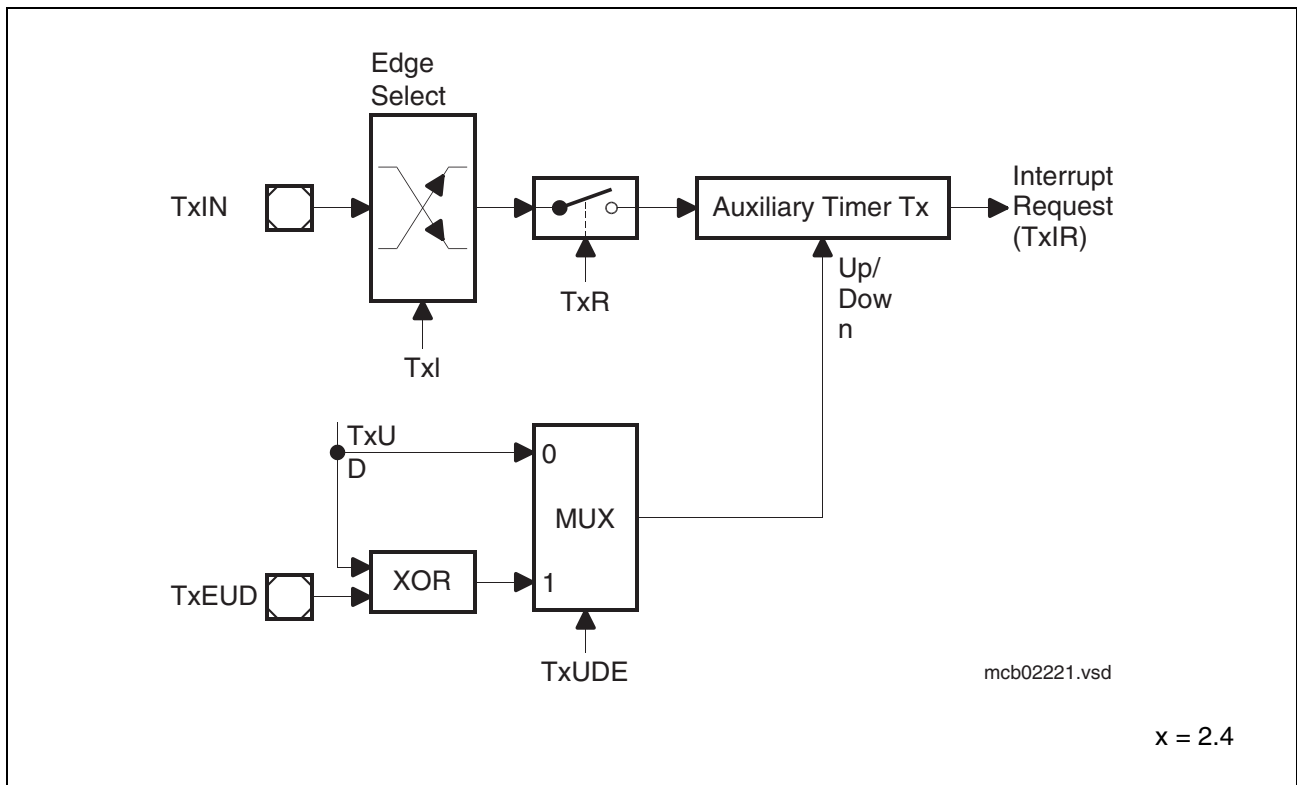 Edge
Select
TxIN
Auxiliary Timer Tx
Interrupt
Request
(TxIR)
TxR
Up/
Dow
n
TxI
TxU
D
0
MUX
1
XOR
TxEUD
TxUDE
mcb02221.vsd
x = 2.4